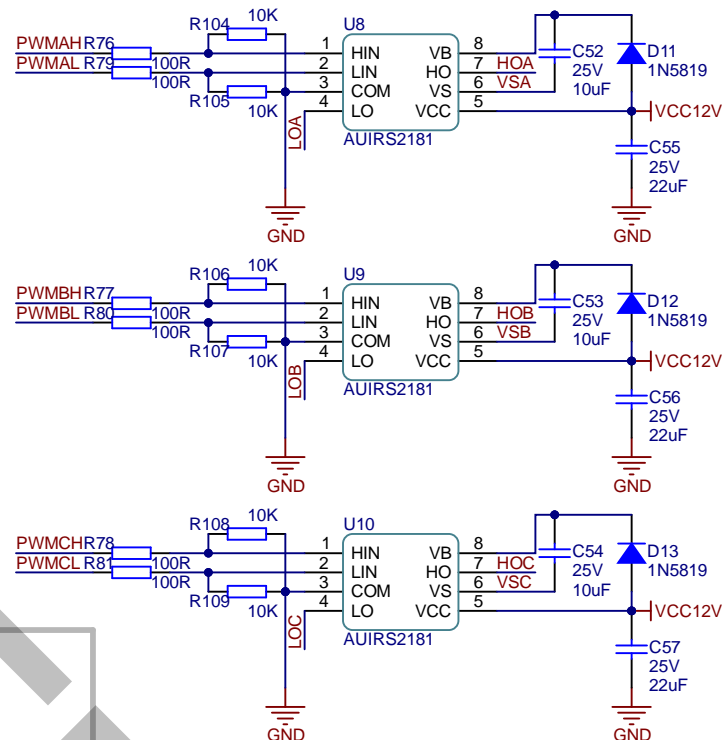 R104 10K U8
PWMAH R76 1 HIN VB 8 C52 D11
PWMAL R79 100R 2 LIN HO 7 HOA 25V 1N5819
100R 3 COM VS 6 VSA 10uF
R105 10K 4 LO VCC 5 VCC12V
LOA AUIRS2181 C55
25V
22uF
GND GND
R106 10K U9
PWMBH R77 1 HIN VB 8 C53 D12
PWMBL R80 100R 2 LIN HO 7 HOB 25V 1N5819
100R 3 COM VS 6 VSB 10uF
R107 10K 4 LO VCC 5 VCC12V
LOB AUIRS2181 C56
25V
22uF
GND GND
R108 10K U10
PWMCH R78 1 HIN VB 8 C54 D13
PWMCL R81 100R 2 LIN HO 7 HOC 25V 1N5819
100R 3 COM VS 6 VSC 10uF
R109 10K 4 LO VCC 5 VCC12V
LOC AUIRS2181 C57
25V
22uF
GND GND